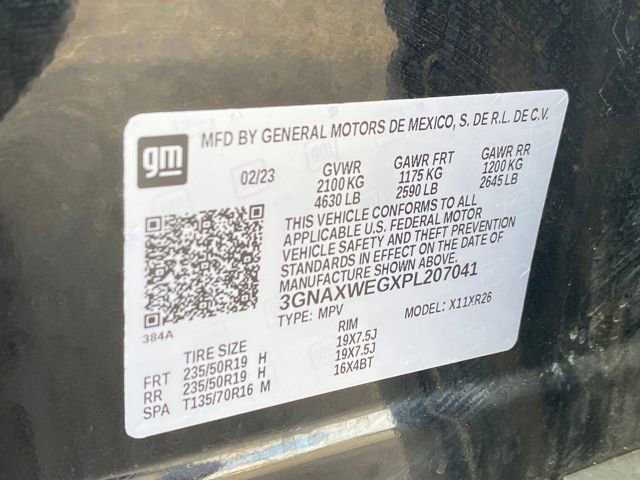 gm
MFD BY GENERAL MOTORS DE MEXICO, S. DE R.L. DE C.V.
02/23 GVWR GAWR FRT GAWR RR
2100 KG 1175 KG 1200 KG
4630 LB 2590 LB 2645 LB
THIS VEHICLE CONFORMS TO ALL
APPLICABLE U.S. FEDERAL MOTOR
VEHICLE SAFETY AND THEFT PREVENTION
STANDARDS IN EFFECT ON THE DATE OF
MANUFACTURE SHOWN ABOVE.
3GNAXWEGXPL207041
TYPE: MPV MODEL: X11XR26
384A
TIRE SIZE RIM
FRT 235/50R19 H 19X7.5J
RR 235/50R19 H 19X7.5J
SPA T135/70R16 M 16X4BT